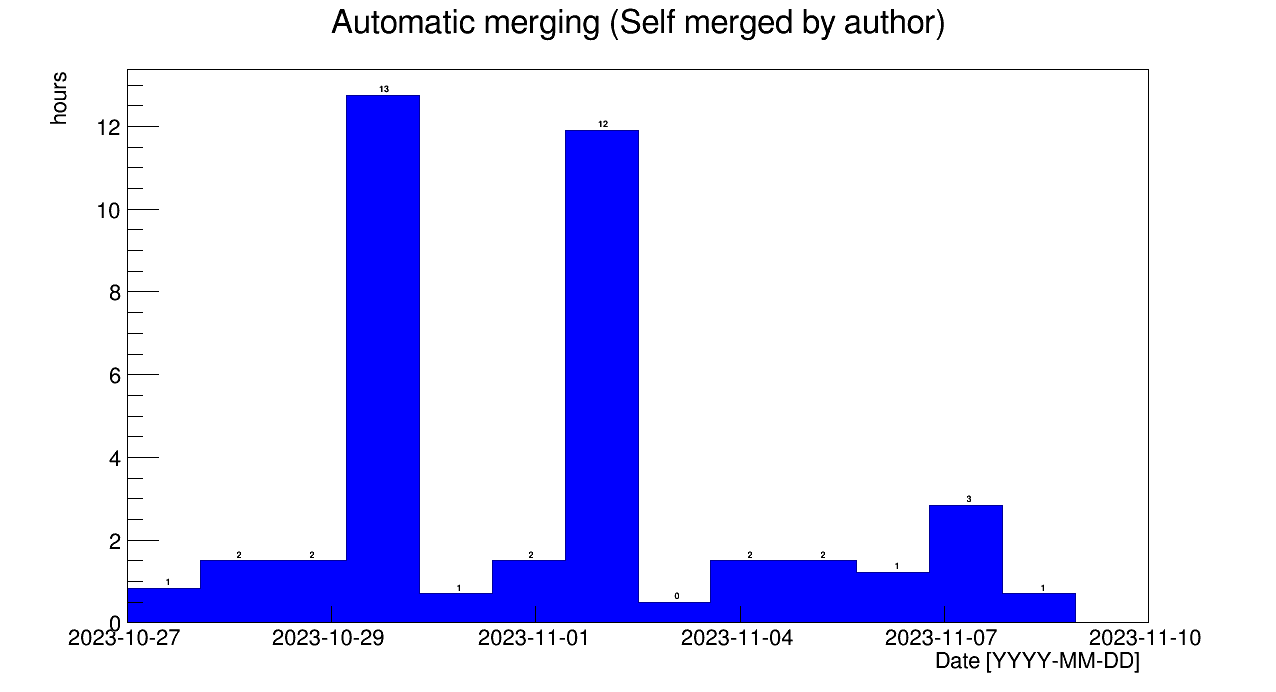 Automatic merging (Self merged by author)
hours
13
12
12
10
8
6
4
3
2
2 2 2 2 2
1
1
1 1
0
0
2023-10-27 2023-10-29 2023-11-01 2023-11-04 2023-11-07 2023-11-10
Date [YYYY-MM-DD]